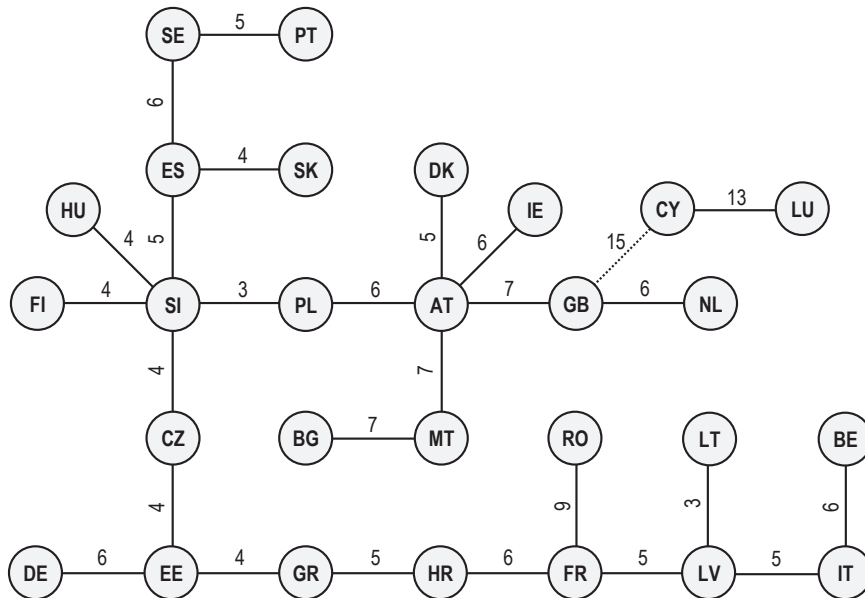 SE 5 PT
6
ES 4 SK DK
HU IE CY 13 LU
4 5 5 6 15
FI 4 SI 3 PL 6 AT 7 GB 6 NL
4 7
CZ BG 7 MT RO LT BE
4 9 3 6
DE 6 EE 4 GR 5 HR 6 FR 5 LV 5 IT